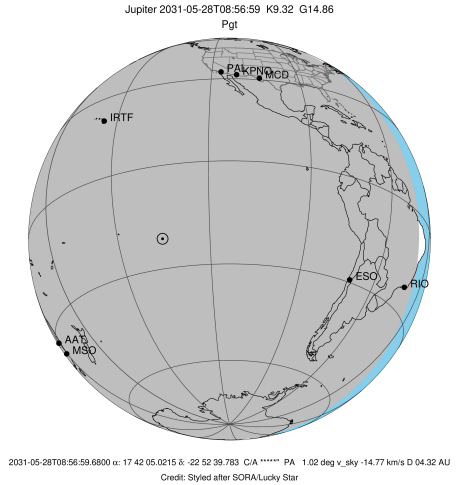 Jupiter 2031-05-28T08:56:59 K9.32 G14.86
Pgt
PAL KPNO MCD
IRTF
ESO
RIO
AAT
MSO
2031-05-28T08:56:59.6800 α: 17 42 05.0215 δ: -22 52 39.783 C/A *****" PA 1.02 deg v_sky -14.77 km/s D 04.32 AU
Credit: Styled after SORA/Lucky Star